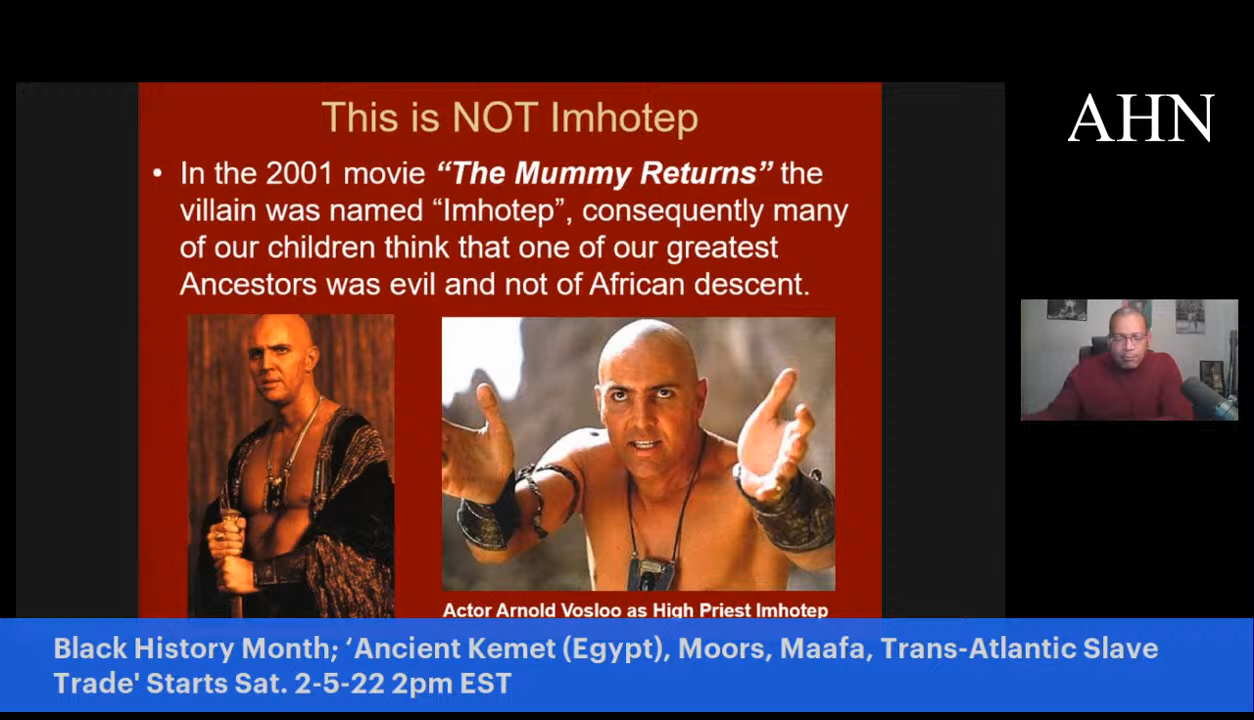 This is NOT Imhotep
AHN
• In the 2001 movie “The Mummy Returns” the
villain was named “Imhotep”, consequently many
of our children think that one of our greatest
Ancestors was evil and not of African descent.
Actor Arnold Vosloo as High Priest Imhotep
Black History Month; ‘Ancient Kemet (Egypt), Moors, Maafa, Trans-Atlantic Slave
Trade' Starts Sat. 2-5-22 2pm EST